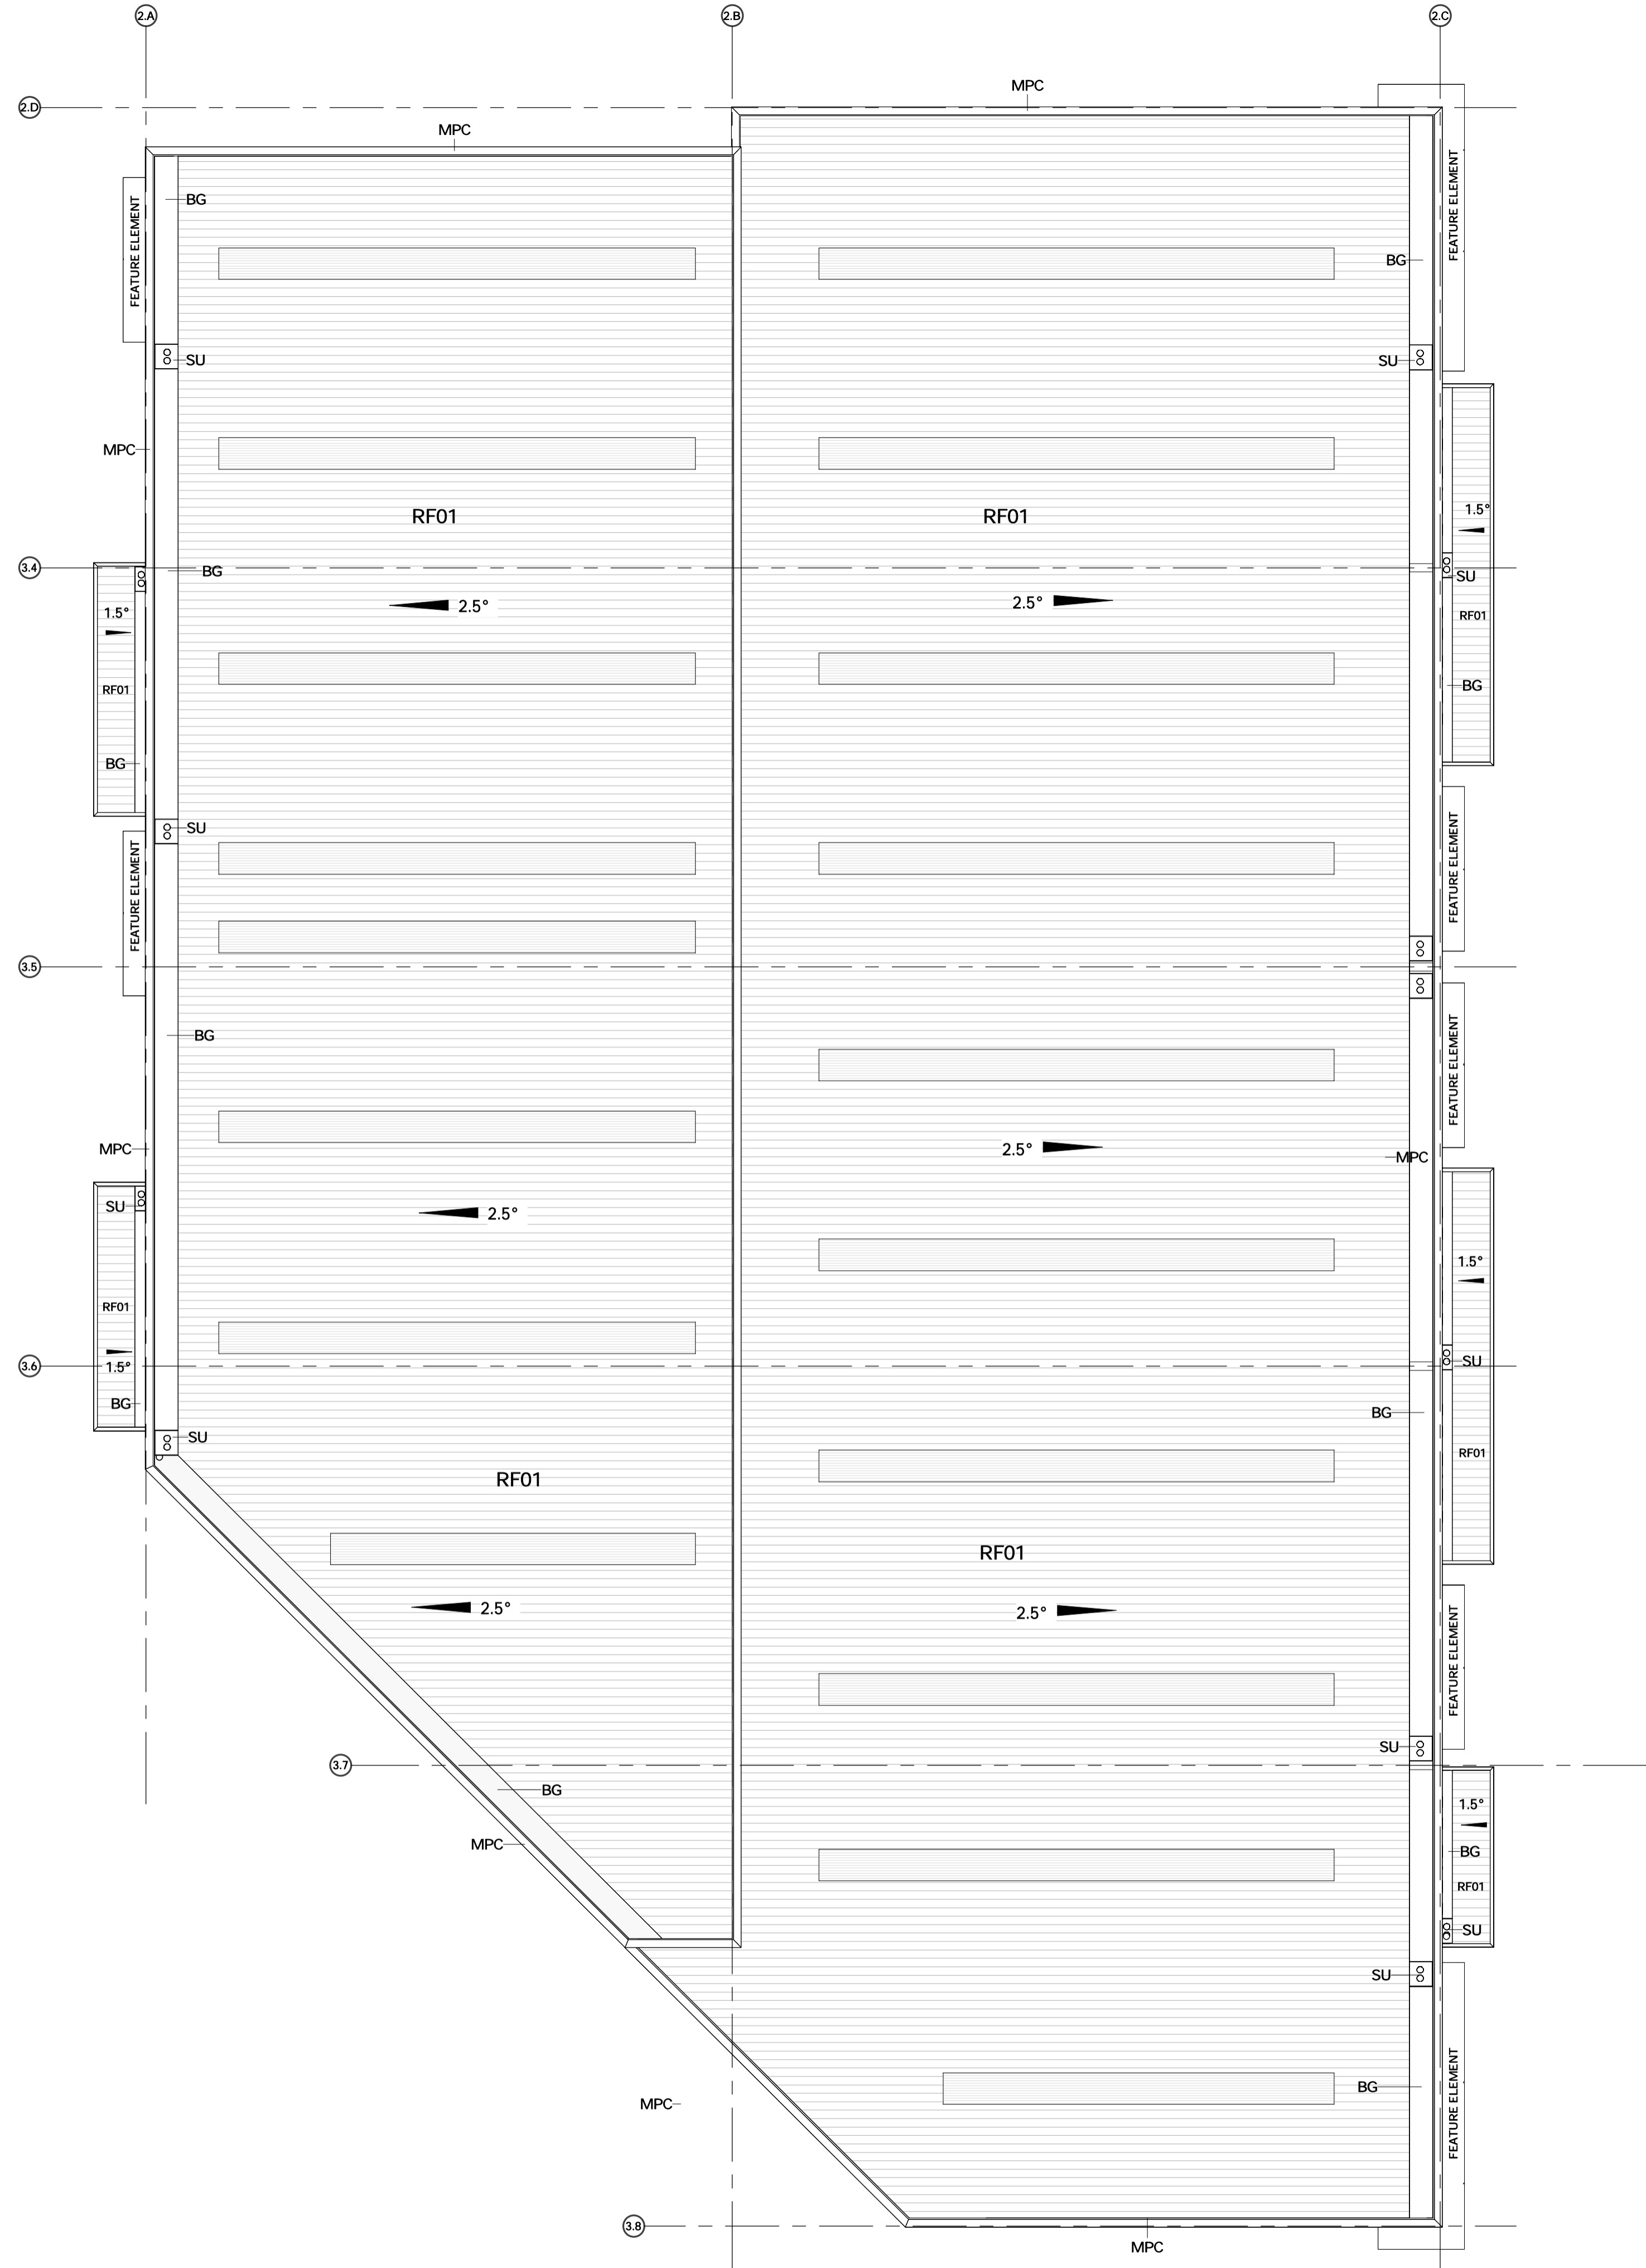 2.A
2.B
2.C
2.D
MPC
MPC
FEATURE ELEMENT
FEATURE ELEMENT
BG
BG
SU
SU
MPC
RF01
RF01
1.5°
3.4
BG
SU
2.5°
2.5°
1.5°
RF01
RF01
BG
BG
SU
FEATURE ELEMENT
FEATURE ELEMENT
3.5
BG
FEATURE ELEMENT
MPC
2.5°
MPC
SU
2.5°
1.5°
RF01
3.6
1.5°
SU
BG
BG
SU
RF01
RF01
RF01
2.5°
2.5°
FEATURE ELEMENT
SU
3.7
BG
1.5°
MPC
BG
RF01
SU
SU
BG
MPC
FEATURE ELEMENT
3.8
MPC